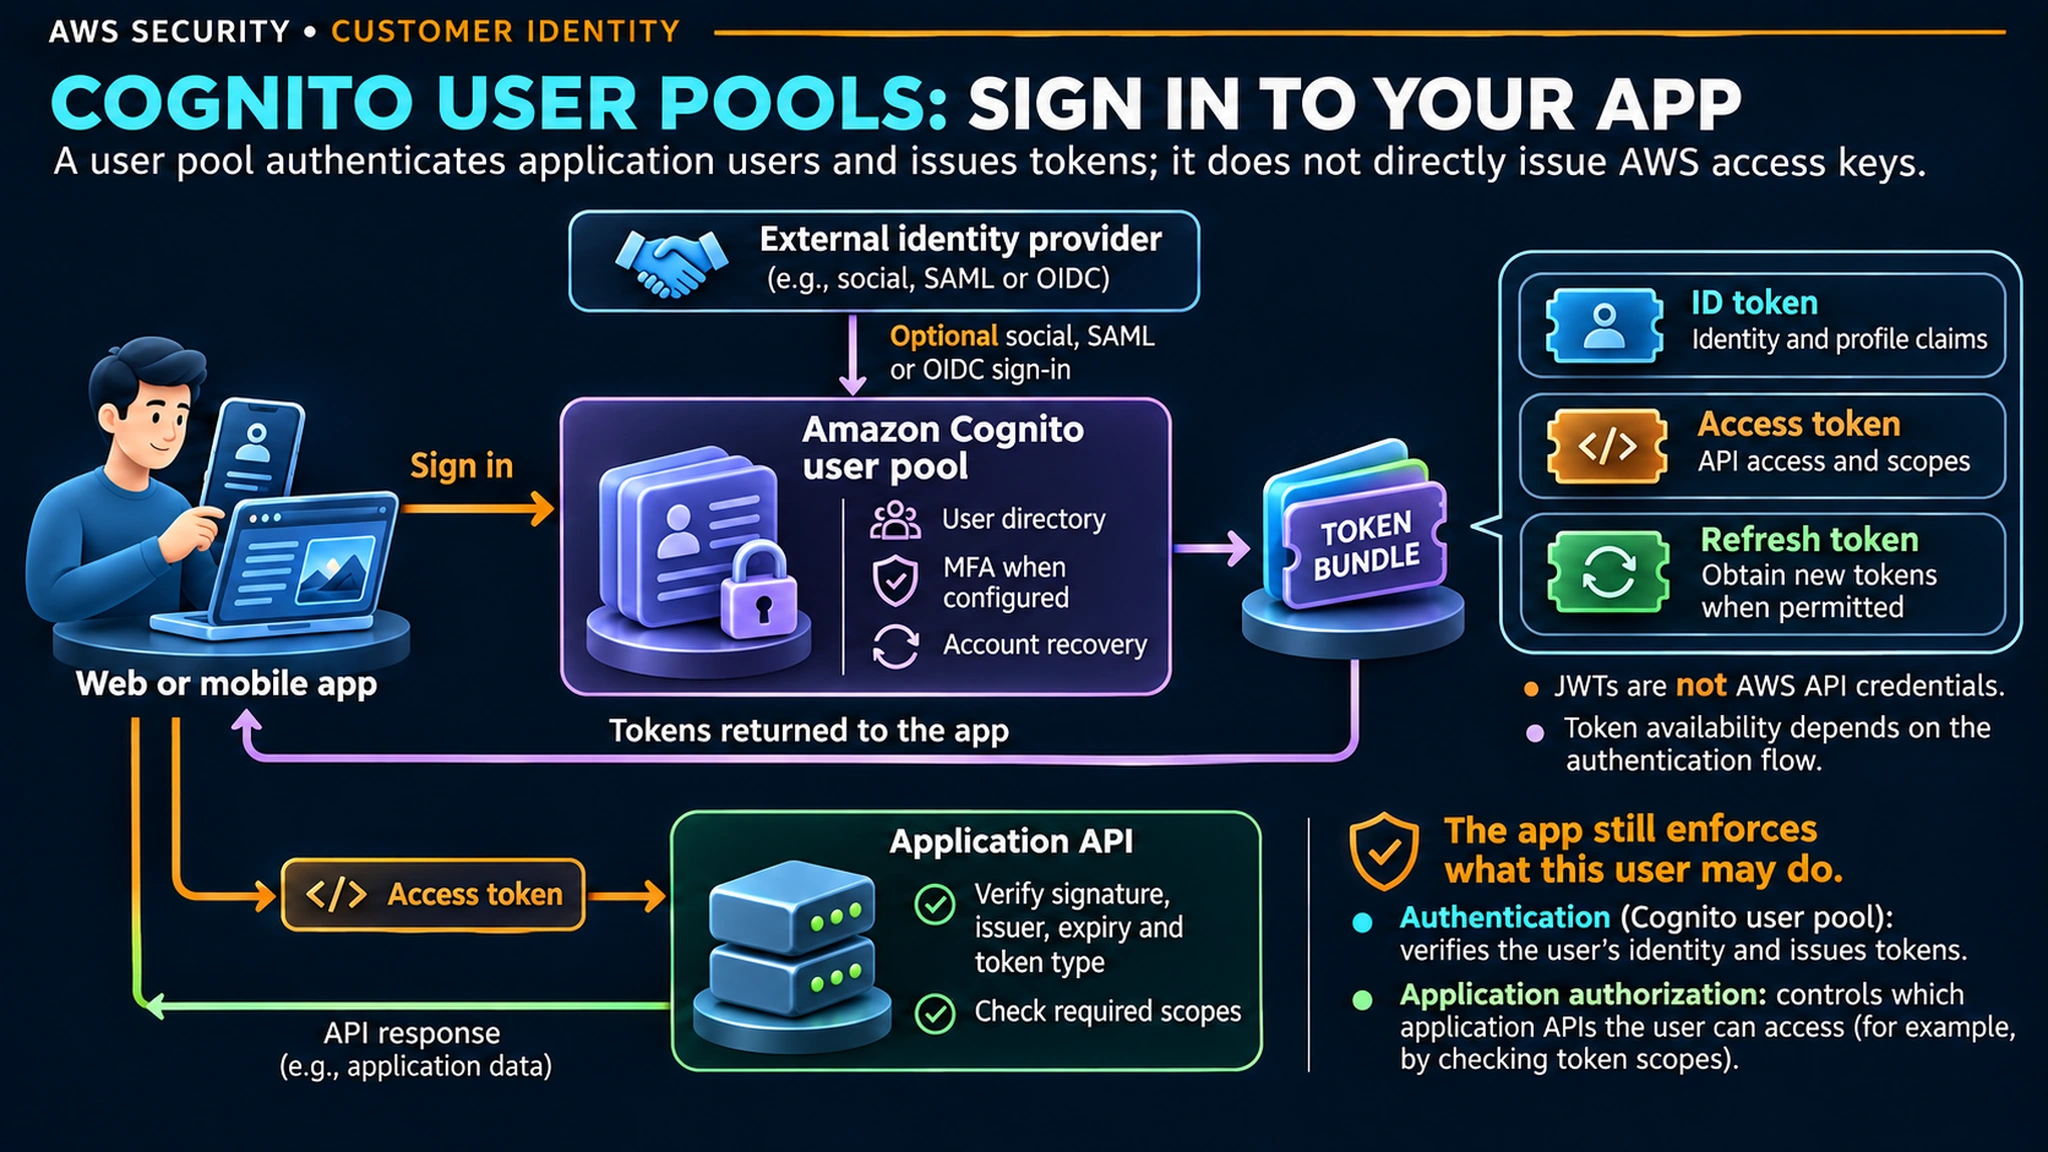 AWS SECURITY • CUSTOMER IDENTITY
COGNITO USER POOLS: SIGN IN TO YOUR APP
A user pool authenticates application users and issues tokens; it does not directly issue AWS access keys.
External identity provider
(e.g., social, SAML or OIDC)
Optional social, SAML
or OIDC sign-in
Sign in
Web or mobile app
Amazon Cognito
user pool
User directory
MFA when
configured
Account recovery
TOKEN
BUNDLE
ID token
Identity and profile claims
Access token
API access and scopes
Refresh token
Obtain new tokens
when permitted
• JWTs are not AWS API credentials.
• Token availability depends on the
authentication flow.
Tokens returned to the app
</> Access token
Application API
Verify signature,
issuer, expiry and
token type
Check required scopes
API response
(e.g., application data)
The app still enforces
what this user may do.
• Authentication (Cognito user pool):
verifies the user’s identity and issues tokens.
• Application authorization: controls which
application APIs the user can access (for example,
by checking token scopes).